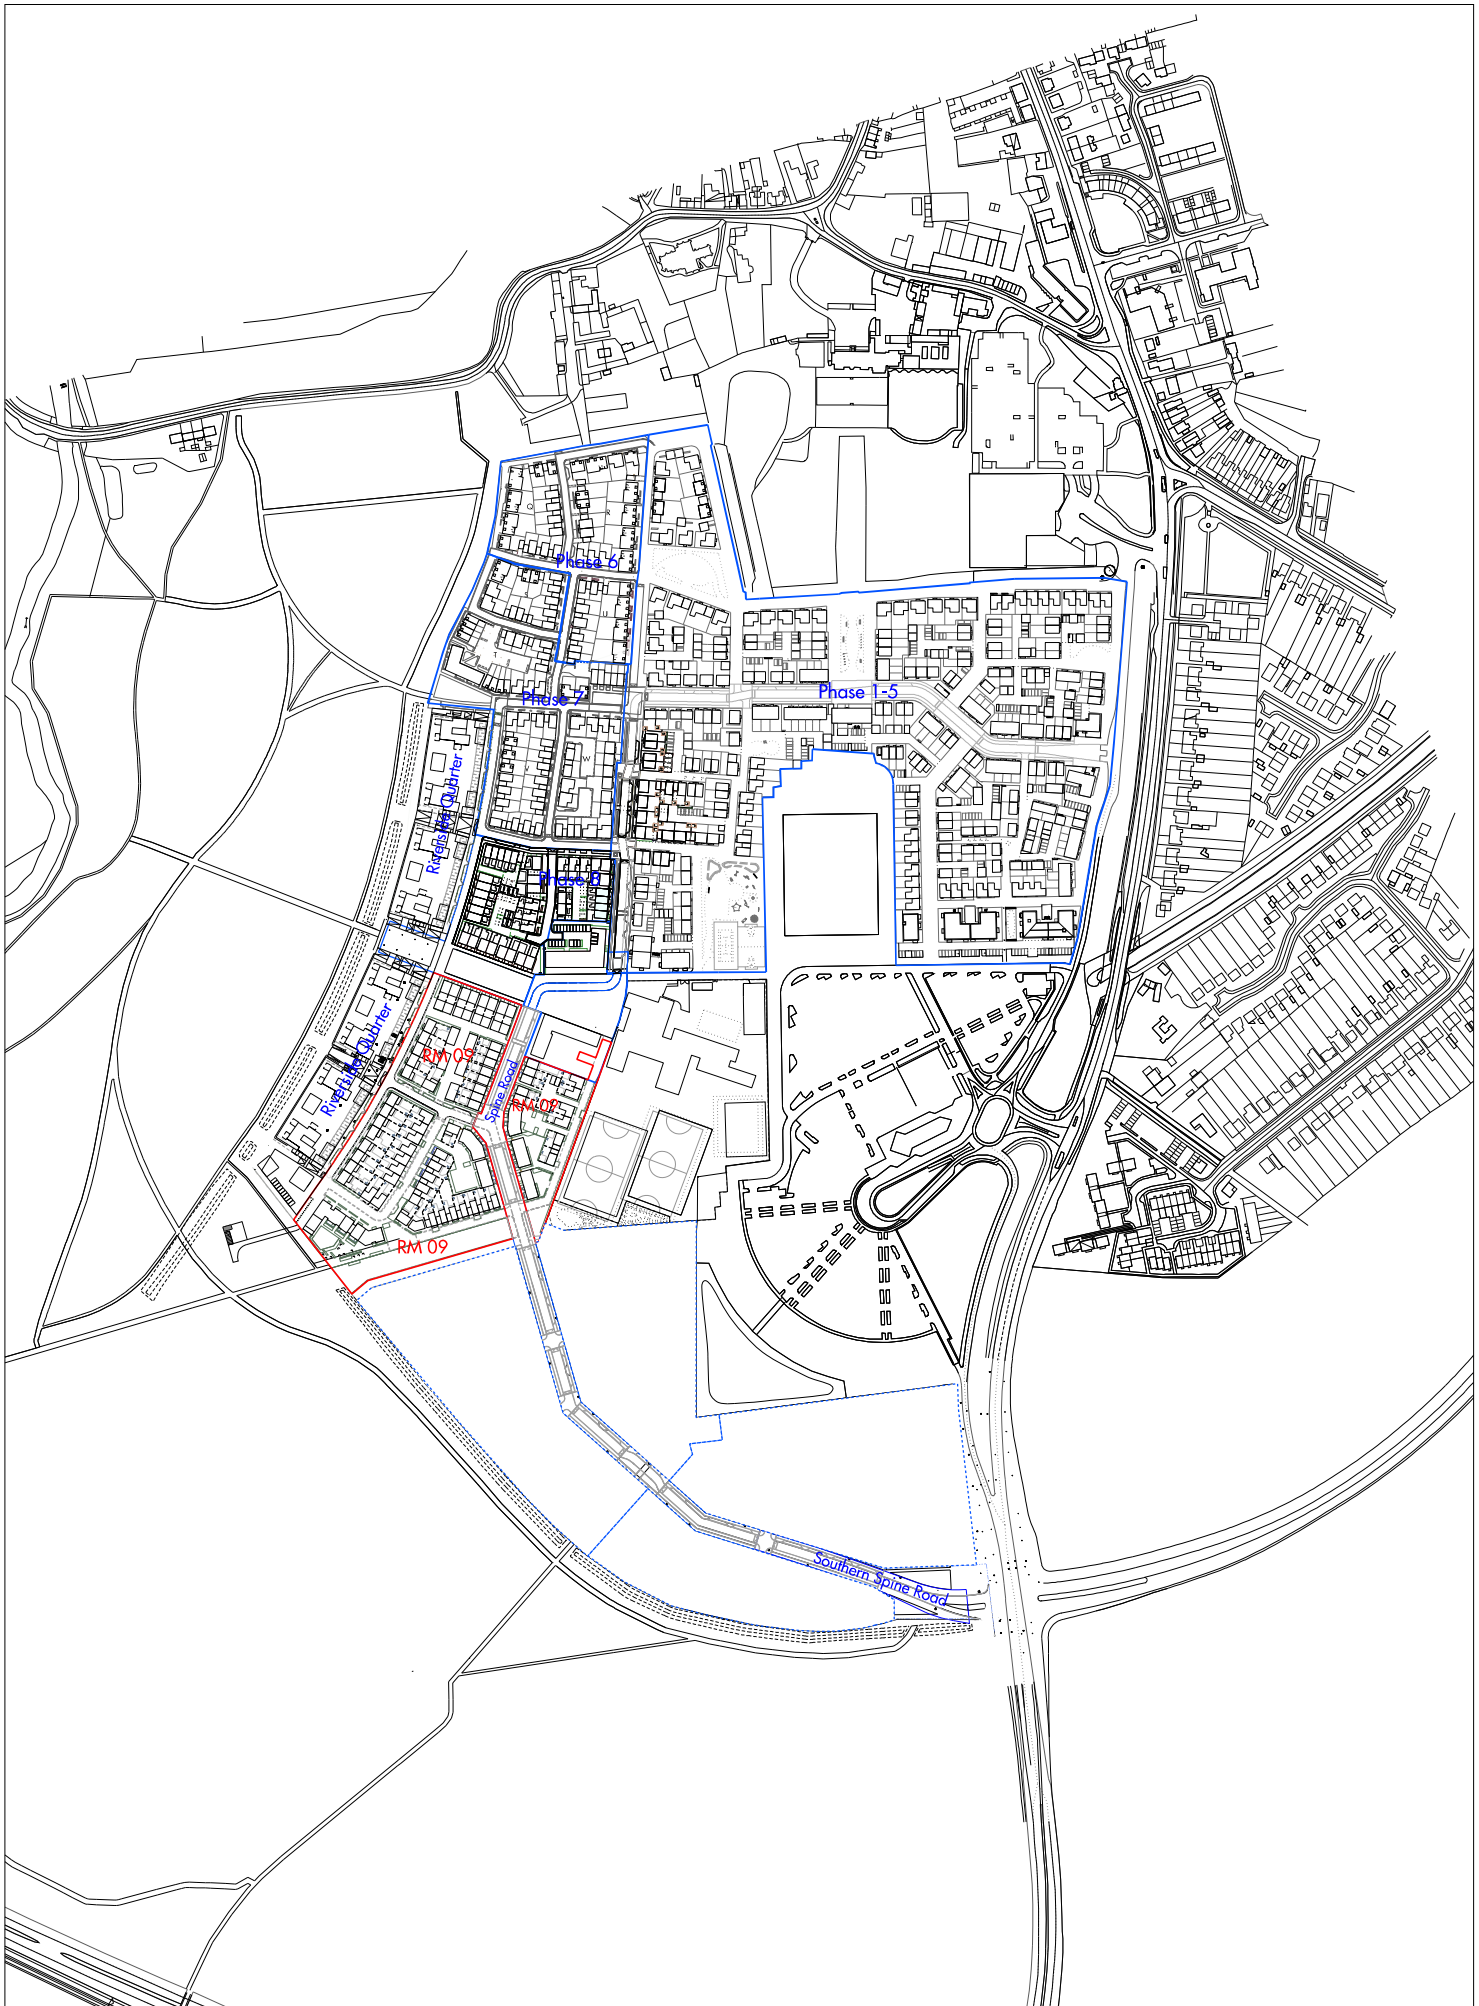 Phase 6
Phase 1-5
Phase 7
Riverside Quarter
Phase 8
Riverside Quarter
RM 09
Spine Road
RM 09
RM 09
Southern Spine Road